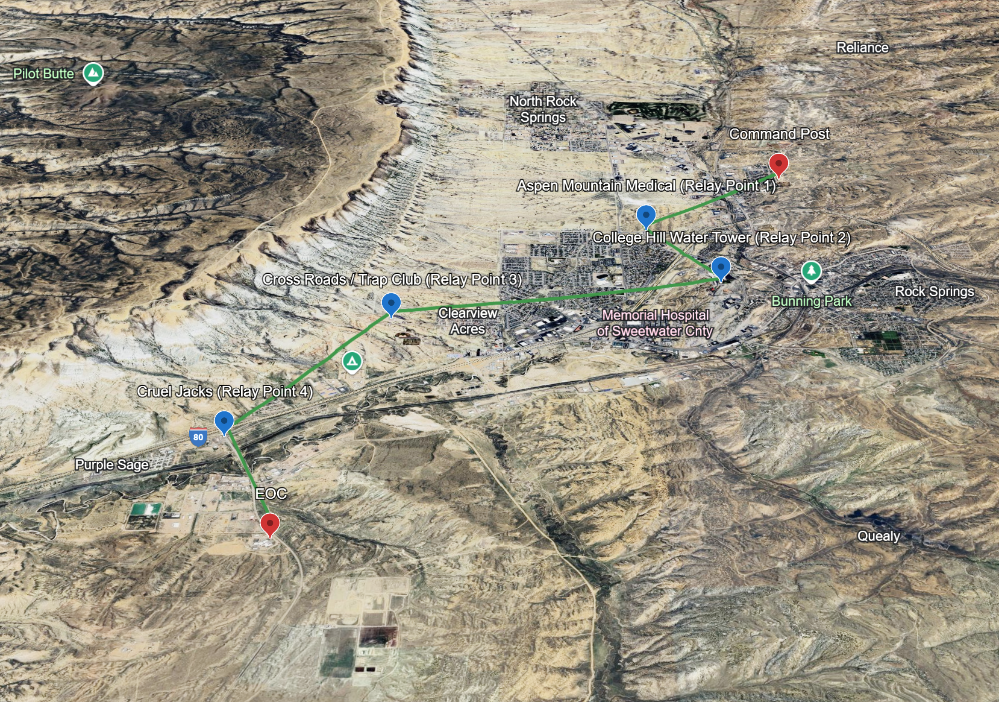 Reliance
Pilot Butte
North Rock
Springs
Command Post
Aspen Mountain Medical (Relay Point 1)
College Hill Water Tower (Relay Point 2)
Cross Roads / Trap Club (Relay Point 3)
Rock Springs
Bunning Park
Clearview
Acres
Memorial Hospital
of Sweetwater Cnty
Cruel Jacks (Relay Point 4)
80
Purple Sage
EOC
Quealy